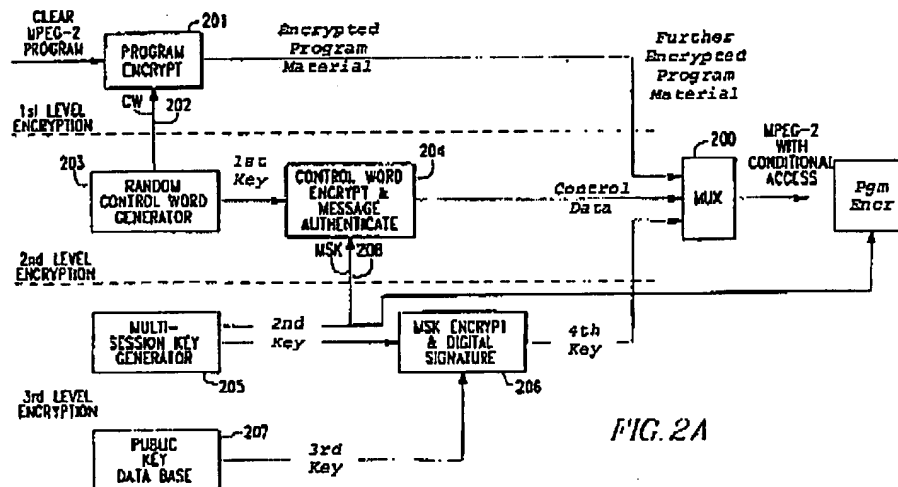 CLEAR
MPEG-2
PROGRAM
201
PROGRAM
ENCRYPT
Encrypted
Program
Material
Further
Encrypted
Program
Material
CW
202
1st LEVEL
ENCRYPTION
203
RANDOM
CONTROL WORD
GENERATOR
1st
Key
204
CONTROL WORD
ENCRYPT &
MESSAGE
AUTHENTICATE
Control
Data
200
MUX
MPEG-2
WITH
CONDITIONAL
ACCESS
Pgm
Encr
MSK
208
2nd LEVEL
ENCRYPTION
MULTI-
SESSION KEY
GENERATOR
205
2nd
Key
MSK ENCRYPT
& DIGITAL
SIGNATURE
206
4th
Key
3rd LEVEL
ENCRYPTION
207
PUBLIC
KEY
DATA BASE
3rd
Key
FIG. 2A